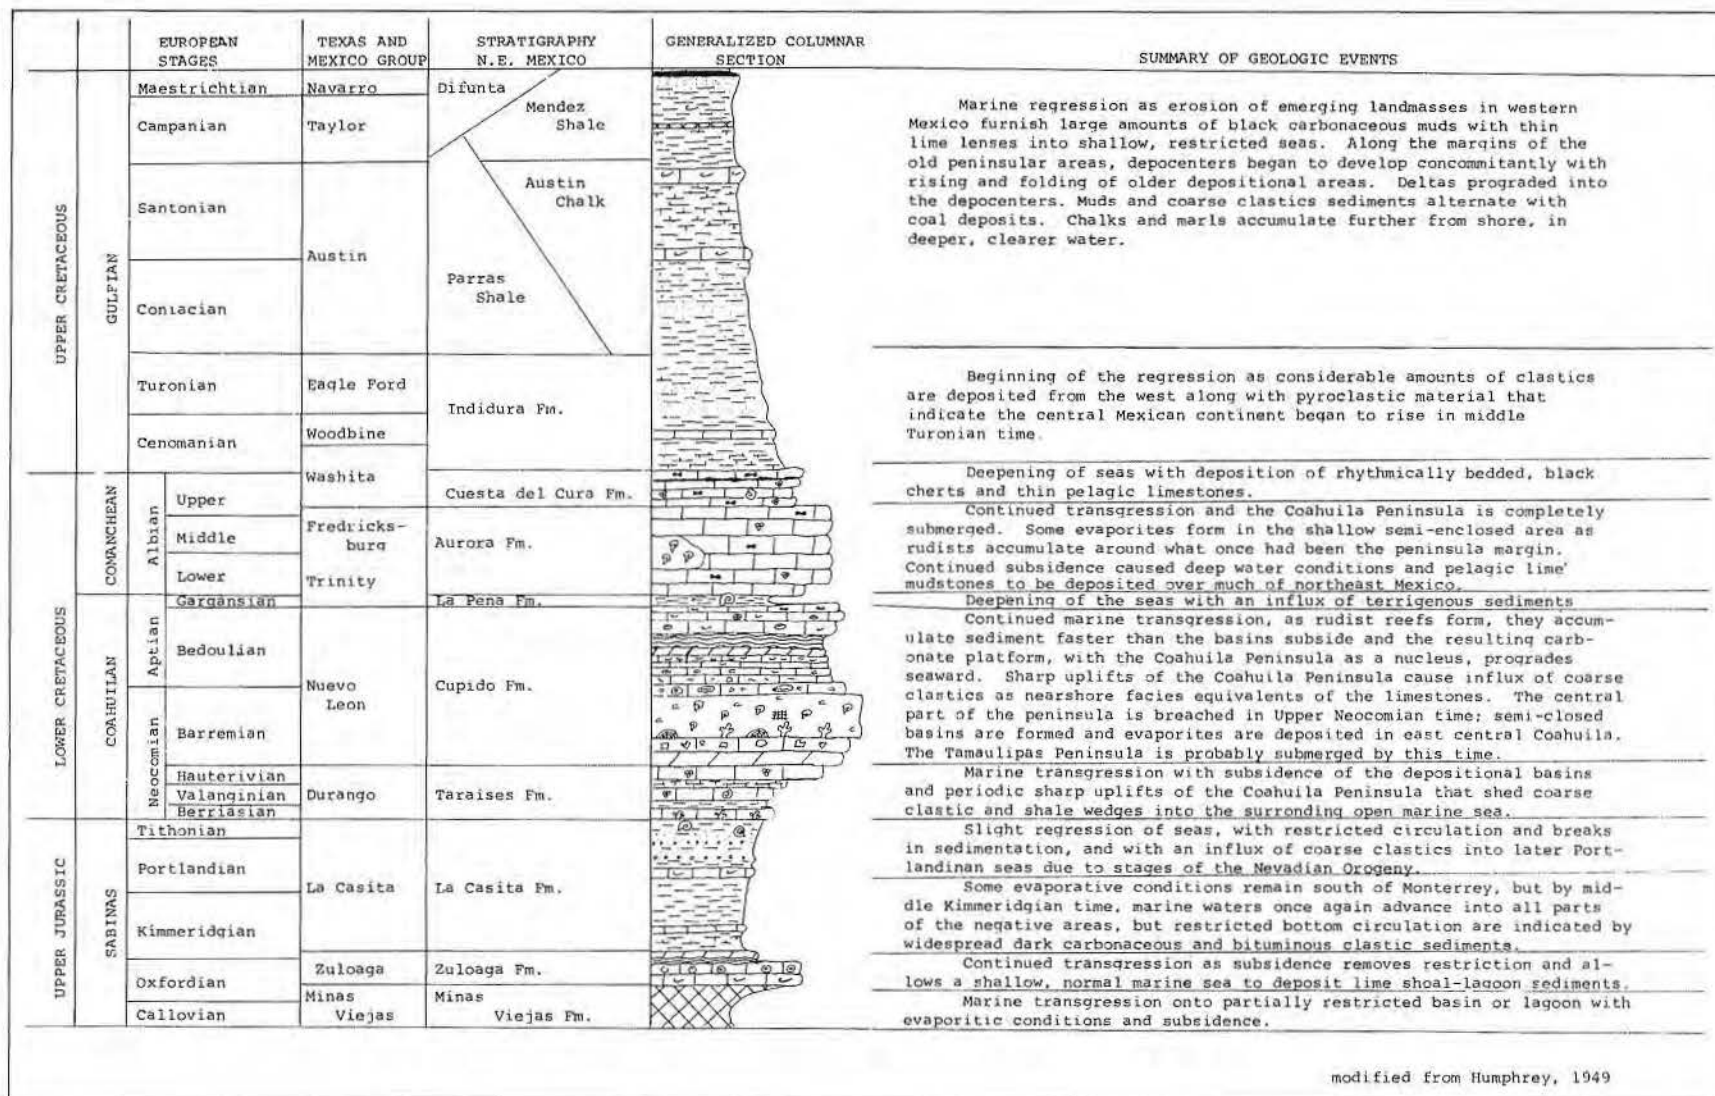 EUROPEAN
STAGES
TEXAS AND
MEXICO GROUP
STRATIGRAPHY
N.E. MEXICO
GENERALIZED COLUMNAR
SECTION
SUMMARY OF GEOLOGIC EVENTS
UPPER CRETACEOUS
LOWER CRETACEOUS
UPPER JURASSIC
GULFIAN
COMANCHEAN
COAHUILAN
SABINAS
Albian
Aptian
Neocomian
Maestrichtian
Campanian
Santonian
Coniacian
Turonian
Cenomanian
Upper
Middle
Lower
Gargansian
Bedoulian
Barremian
Hauterivian
Valanginian
Berriasian
Tithonian
Portlandian
Kimmeridgian
Oxfordian
Callovian
Navarro
Taylor
Austin
Eagle Ford
Woodbine
Washita
Fredricks-
burg
Trinity
Nuevo
Leon
Durango
La Casita
Zuloaga
Minas
Viejas
Difunta
Mendez
Shale
Austin
Chalk
Parras
Shale
Indidura Fm.
Cuesta del Cura Fm.
Aurora Fm.
La Pena Fm.
Cupido Fm.
Taraises Fm.
La Casita Fm.
Zuloaga Fm.
Minas
Viejas Fm.
Marine regression as erosion of emerging landmasses in western
Mexico furnish large amounts of black carbonaceous muds with thin
lime lenses into shallow, restricted seas. Along the margins of the
old peninsular areas, depocenters began to develop concommitantly with
rising and folding of older depositional areas. Deltas prograded into
the depocenters. Muds and coarse clastics sediments alternate with
coal deposits. Chalks and marls accumulate further from shore, in
deeper, clearer water.
Beginning of the regression as considerable amounts of clastics
are deposited from the west along with pyroclastic material that
indicate the central Mexican continent began to rise in middle
Turonian time.
Deepening of seas with deposition of rhythmically bedded, black
cherts and thin pelagic limestones.
Continued transgression and the Coahuila Peninsula is completely
submerged. Some evaporites form in the shallow semi-enclosed area as
rudists accumulate around what once had been the peninsula margin.
Continued subsidence caused deep water conditions and pelagic lime
mudstones to be deposited over much of northeast Mexico.
Deepening of the seas with an influx of terrigenous sediments
Continued marine transgression, as rudist reefs form, they accum-
ulate sediment faster than the basins subside and the resulting carb-
onate platform, with the Coahuila Peninsula as a nucleus, progrades
seaward. Sharp uplifts of the Coahuila Peninsula cause influx of coarse
clastics as nearshore facies equivalents of the limestones. The central
part of the peninsula is breached in Upper Neocomian time; semi-closed
basins are formed and evaporites are deposited in east central Coahuila.
The Tamaulipas Peninsula is probably submerged by this time.
Marine transgression with subsidence of the depositional basins
and periodic sharp uplifts of the Coahuila Peninsula that shed coarse
clastic and shale wedges into the surronding open marine sea.
Slight regression of seas, with restricted circulation and breaks
in sedimentation, and with an influx of coarse clastics into later Port-
landinan seas due to stages of the Nevadian Orogeny.
Some evaporative conditions remain south of Monterrey, but by mid-
dle Kimmeridgian time, marine waters once again advance into all parts
of the negative areas, but restricted bottom circulation are indicated by
widespread dark carbonaceous and bituminous clastic sediments.
Continued transgression as subsidence removes restriction and al-
lows a shallow, normal marine sea to deposit lime shoal-lagoon sediments.
Marine transgression onto partially restricted basin or lagoon with
evaporitic conditions and subsidence.
modified from Humphrey, 1949